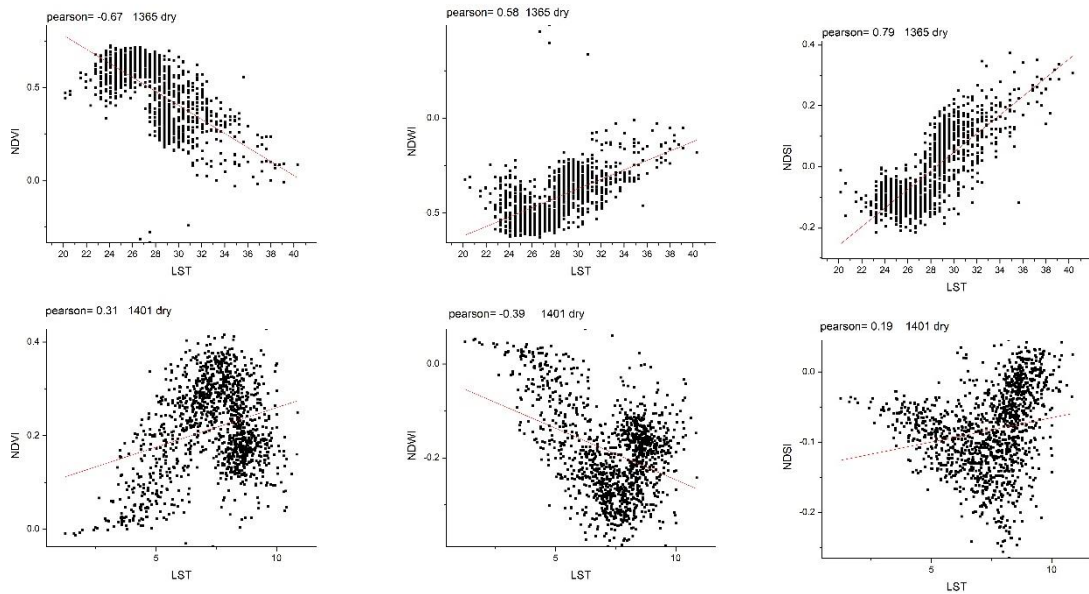 pearson= -0.67 1365 dry
0.5
0.0
NDVI
20 22 24 26 28 30 32 34 36 38 40
LST
pearson= 0.58 1365 dry
0.0
0.5
NDWI
20 22 24 26 28 30 32 34 36 38 40
LST
pearson= 0.79 1365 dry
0.4
0.2
0.0
-0.2
NDSI
20 22 24 26 28 30 32 34 36 38 40
LST
pearson= 0.31 1401 dry
0.4
0.2
0.0
NDVI
5 10
LST
pearson= -0.39 1401 dry
0.0
-0.2
NDWI
5 10
LST
pearson= 0.19 1401 dry
0.0
-0.1
-0.2
NDSI
5 10
LST